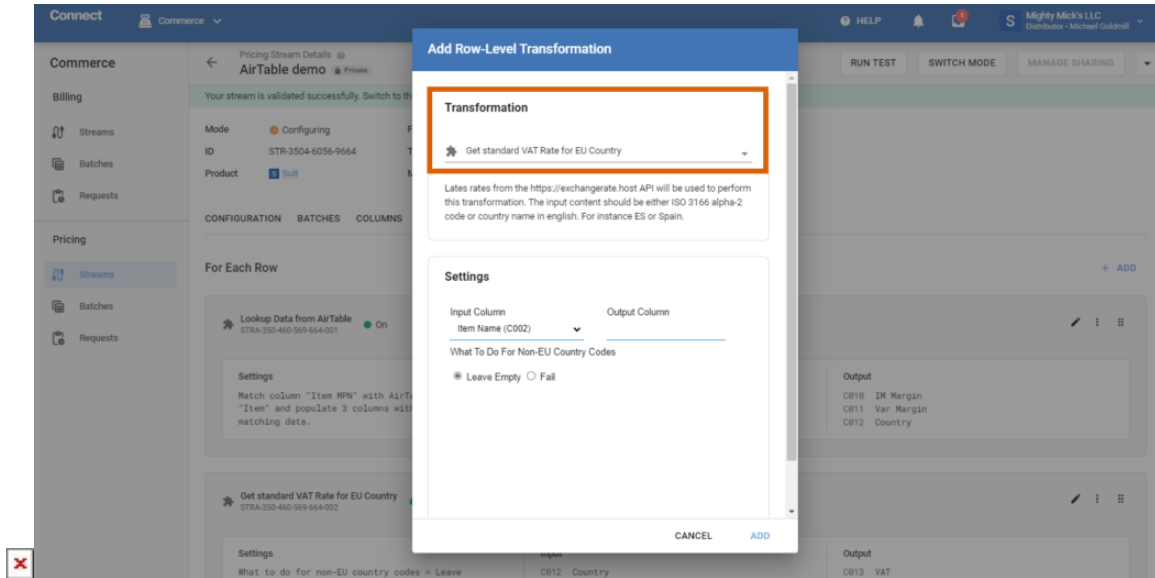 Connect
Commerce
HELP
1
S
Mighty Mick's LLC
Distributor - Michael Goldmill
Commerce
Billing
Streams
Batches
Requests
Pricing
Streams
Batches
Requests
Pricing Stream Details
AirTable demo Private
RUN TEST
SWITCH MODE
MANAGE SHARING
Your stream is validated successfully. Switch to th
Mode Configuring
ID STR-3504-6056-9664
Product Suit
CONFIGURATION BATCHES COLUMNS
For Each Row
+ ADD
Lookup Data from AirTable
STRA-350-460-569-664-001
On
Settings
Match column "Item MPN" with AirTa
"Item" and populate 3 columns with
matching data.
Output
C010 IM Margin
C011 Var Margin
C012 Country
Get standard VAT Rate for EU Country
STRA-350-460-569-664-002
Settings
What to do for non-EU country codes = Leave
Input
C012 Country
Output
C013 VAT
Add Row-Level Transformation
Transformation
Get standard VAT Rate for EU Country
Lates rates from the https://exchangerate.host API will be used to perform
this transformation. The input content should be either ISO 3166 alpha-2
code or country name in english. For instance ES or Spain.
Settings
Input Column
Item Name (C002)
Output Column
What To Do For Non-EU Country Codes
Leave Empty
Fail
CANCEL
ADD